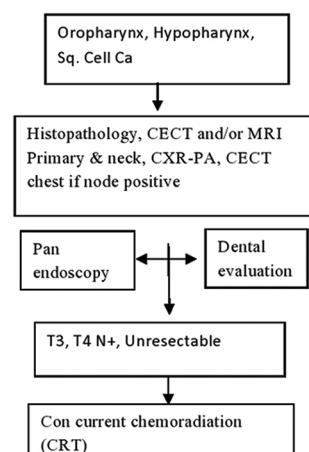 Oropharynx, Hypopharynx,
Sq. Cell Ca
Histopathology, CECT and/or MRI
Primary & neck, CXR-PA, CECT
chest if node positive
Pan
endoscopy
Dental
evaluation
T3, T4 N+, Unresectable
Con current chemoradiation
(CRT)